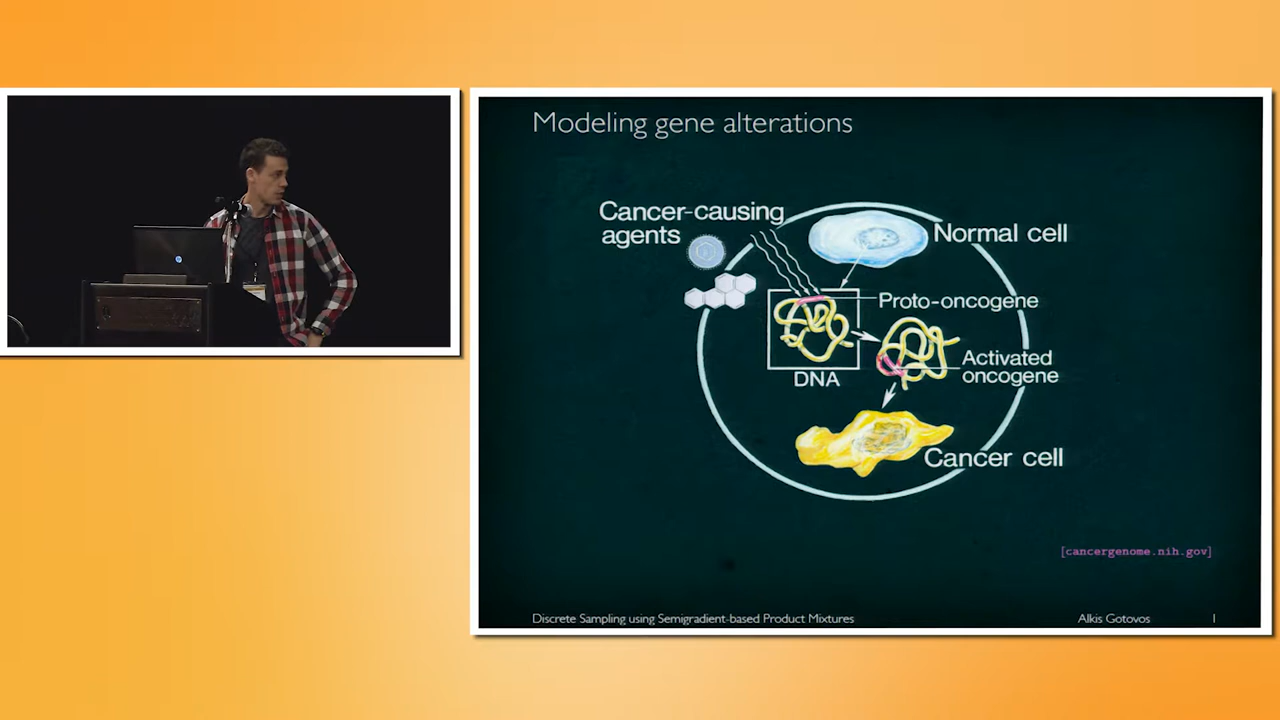 Modeling gene alterations
Cancer-causing
agents
Normal cell
Proto-oncogene
DNA
Activated
oncogene
Cancer cell
[cancergenome.nih.gov]
Discrete Sampling using Semigradient-based Product Mixtures
Alkis Gotovos
1